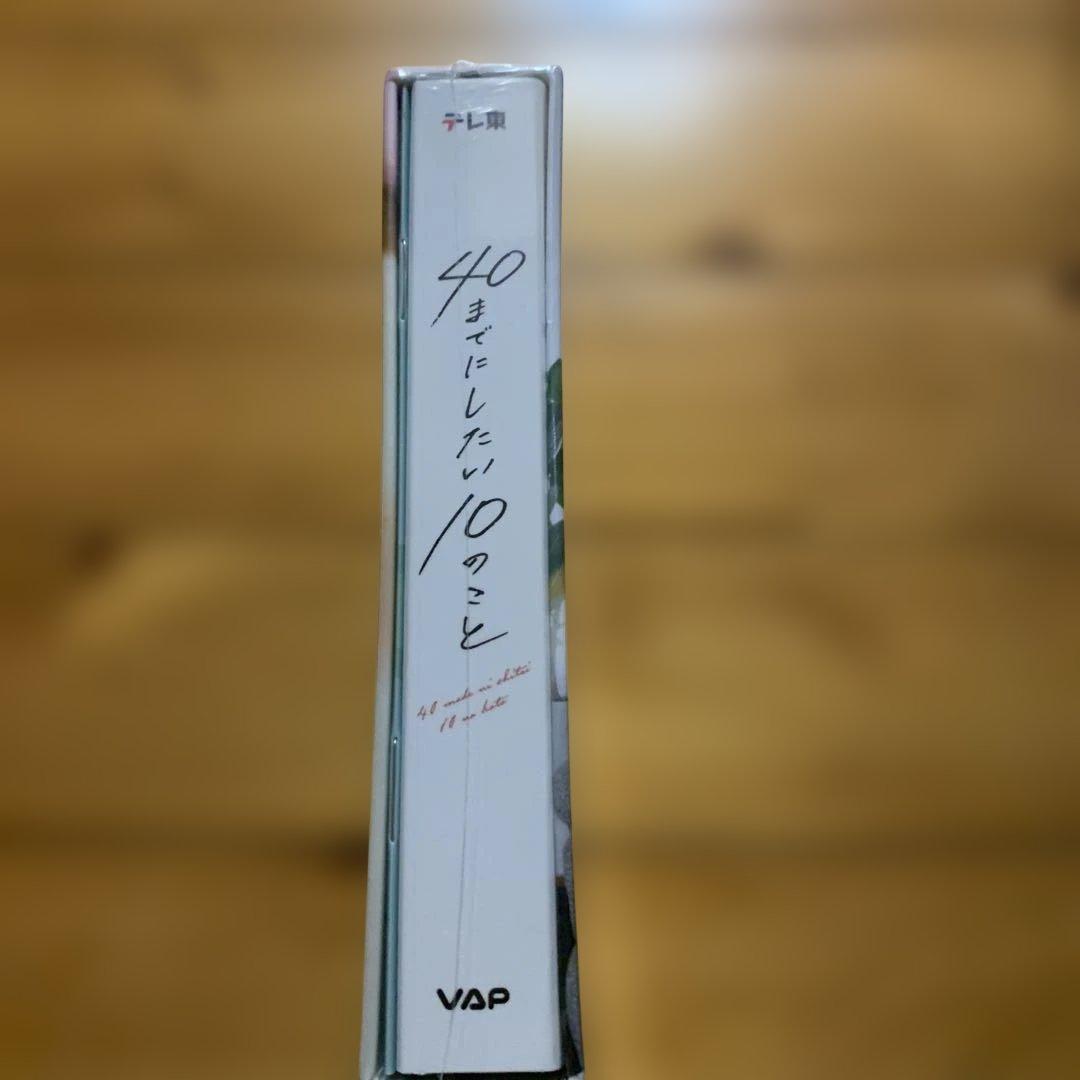 テレ東
40までにしたい10のこと
40 made ni shitai
10 no koto
VAP